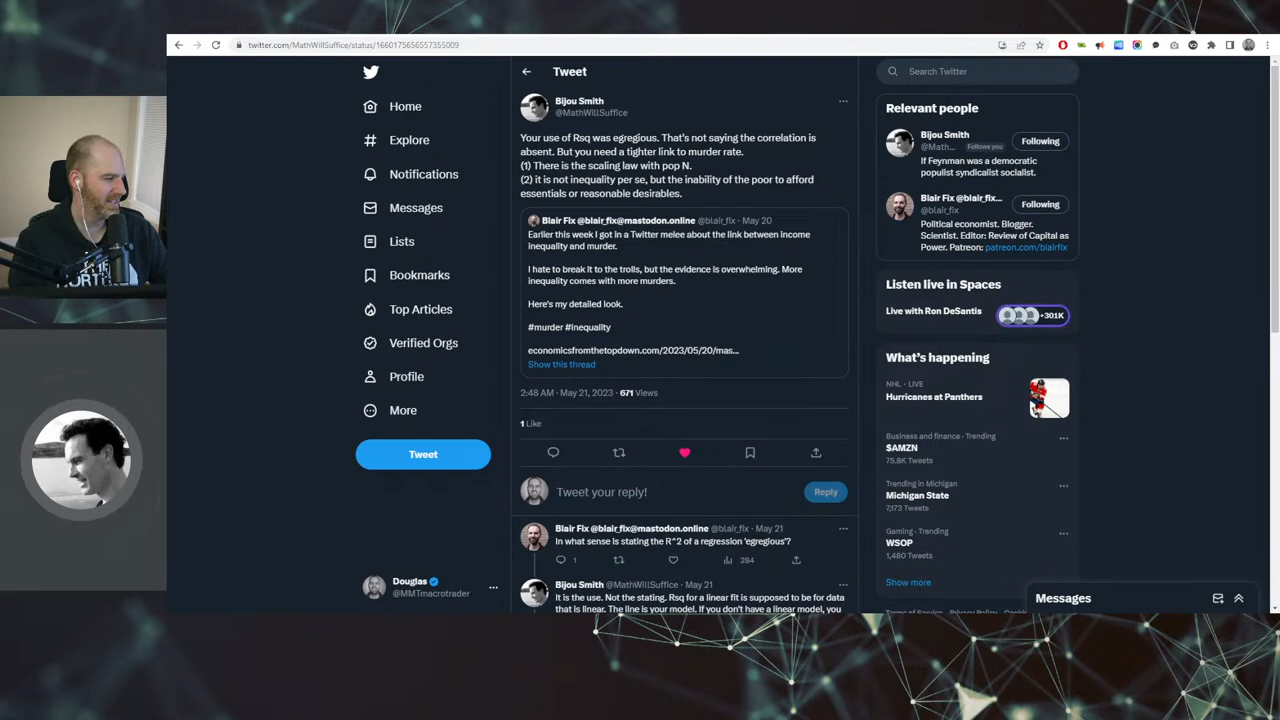 twitter.com/MathWillSuffice/status/1660175656557355009
Home
Explore
Notifications
Messages
Lists
Bookmarks
Top Articles
Verified Orgs
Profile
More
Tweet
Douglas
@MMTmacrotrader
Tweet
Bijou Smith
@MathWillSuffice
Your use of Rsq was egregious. That's not saying the correlation is
absent. But you need a tighter link to murder rate.
(1) There is the scaling law with pop N.
(2) it is not inequality per se, but the inability of the poor to afford
essentials or reasonable desirables.
Blair Fix @blair_fix@mastodon.online @blair_fix · May 20
Earlier this week I got in a Twitter melee about the link between income
inequality and murder.
I hate to break it to the trolls, but the evidence is overwhelming. More
inequality comes with more murders.
Here's my detailed look.
#murder #inequality
economicsfromthetopdown.com/2023/05/20/mas...
Show this thread
2:48 AM · May 21, 2023 · 671 Views
1 Like
Tweet your reply!
Reply
Blair Fix @blair_fix@mastodon.online @blair_fix · May 21
In what sense is stating the R^2 of a regression 'egregious'?
1
284
Bijou Smith @MathWillSuffice · May 21
It is the use. Not the stating. Rsq for a linear fit is supposed to be for data
that is linear. The line is your model. If you don't have a linear model, you
Search Twitter
Relevant people
Bijou Smith
@Math... Follows you
Following
If Feynman was a democratic
populist syndicalist socialist.
Blair Fix @blair_fix...
@blair_fix
Following
Political economist. Blogger.
Scientist. Editor: Review of Capital as
Power. Patreon: patreon.com/blairfix
Listen live in Spaces
Live with Ron DeSantis
+301K
What's happening
NHL · LIVE
Hurricanes at Panthers
Business and finance · Trending
$AMZN
75.8K Tweets
Trending in Michigan
Michigan State
7,173 Tweets
Gaming · Trending
WSOP
1,480 Tweets
Show more
Messages